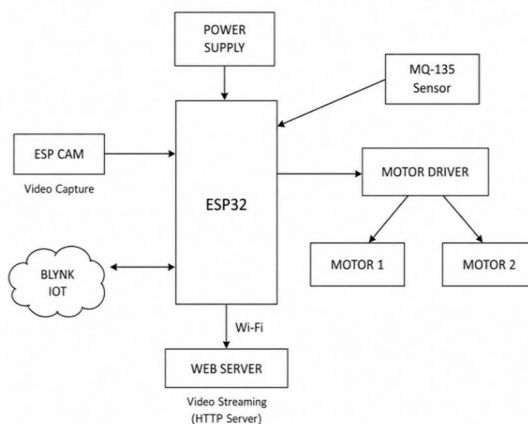 POWER
SUPPLY
MQ-135
Sensor
ESP CAM
Video Capture
ESP32
MOTOR DRIVER
BLYNK
IOT
MOTOR 1
MOTOR 2
Wi-Fi
WEB SERVER
Video Streaming
(HTTP Server)